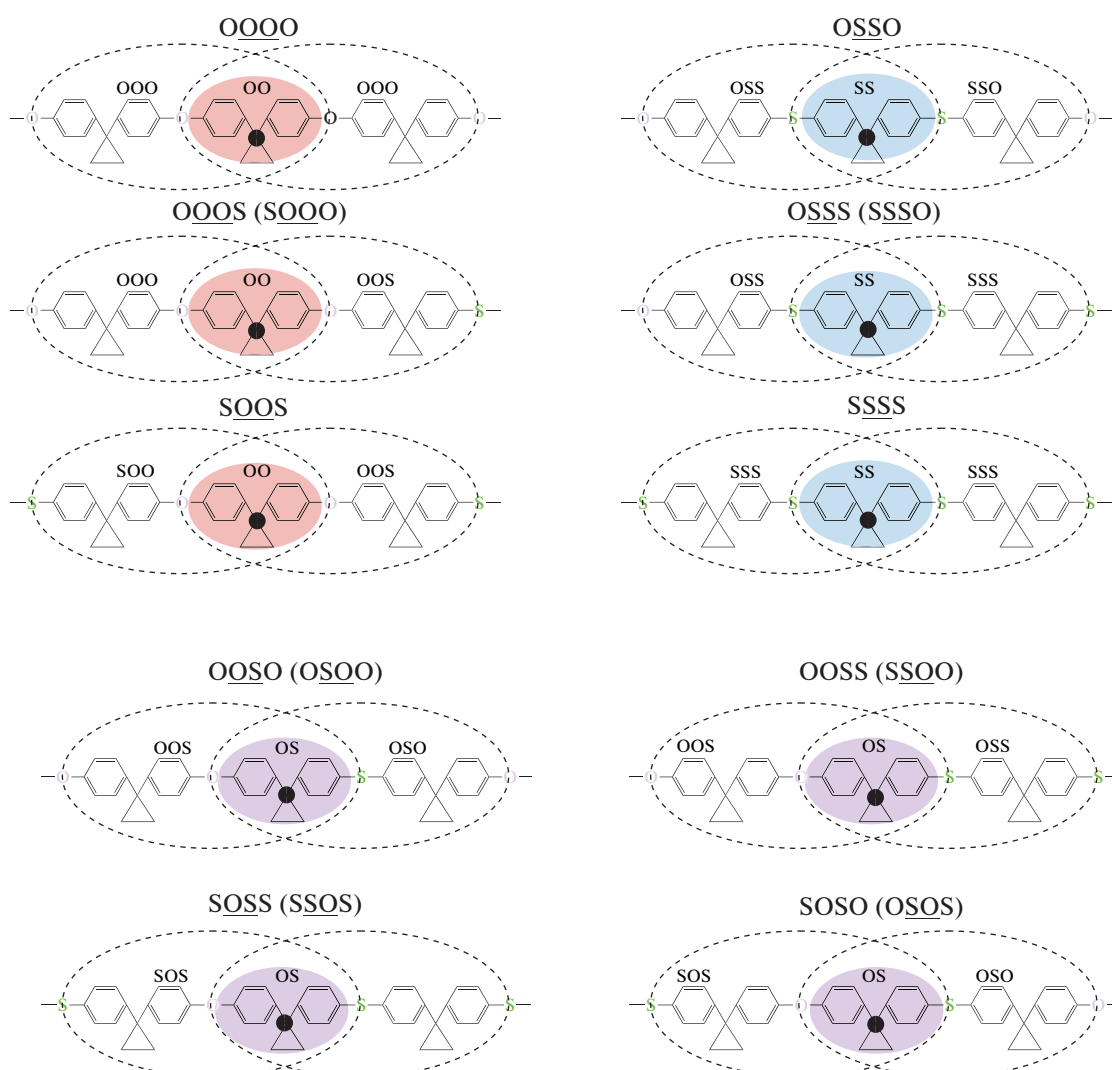 OOOO
OSSO
OOO OO OOO
OSS SS SSO
O O O O
O S S O
OOOS (SOOO)
OSSS (SSSO)
OOO OO OOS
OSS SS SSS
O O O S
O S S S
SOOS
SSSS
SOO OO OOS
SSS SS SSS
S O O S
S S S S
OOSO (OSOO)
OOSS (SSOO)
OOS OS OSO
OOS OS OSS
O O S O
O O S S
SOSS (SSOS)
SOSO (OSOS)
SOS OS
SOS OS OSO
S O S S
S O S O